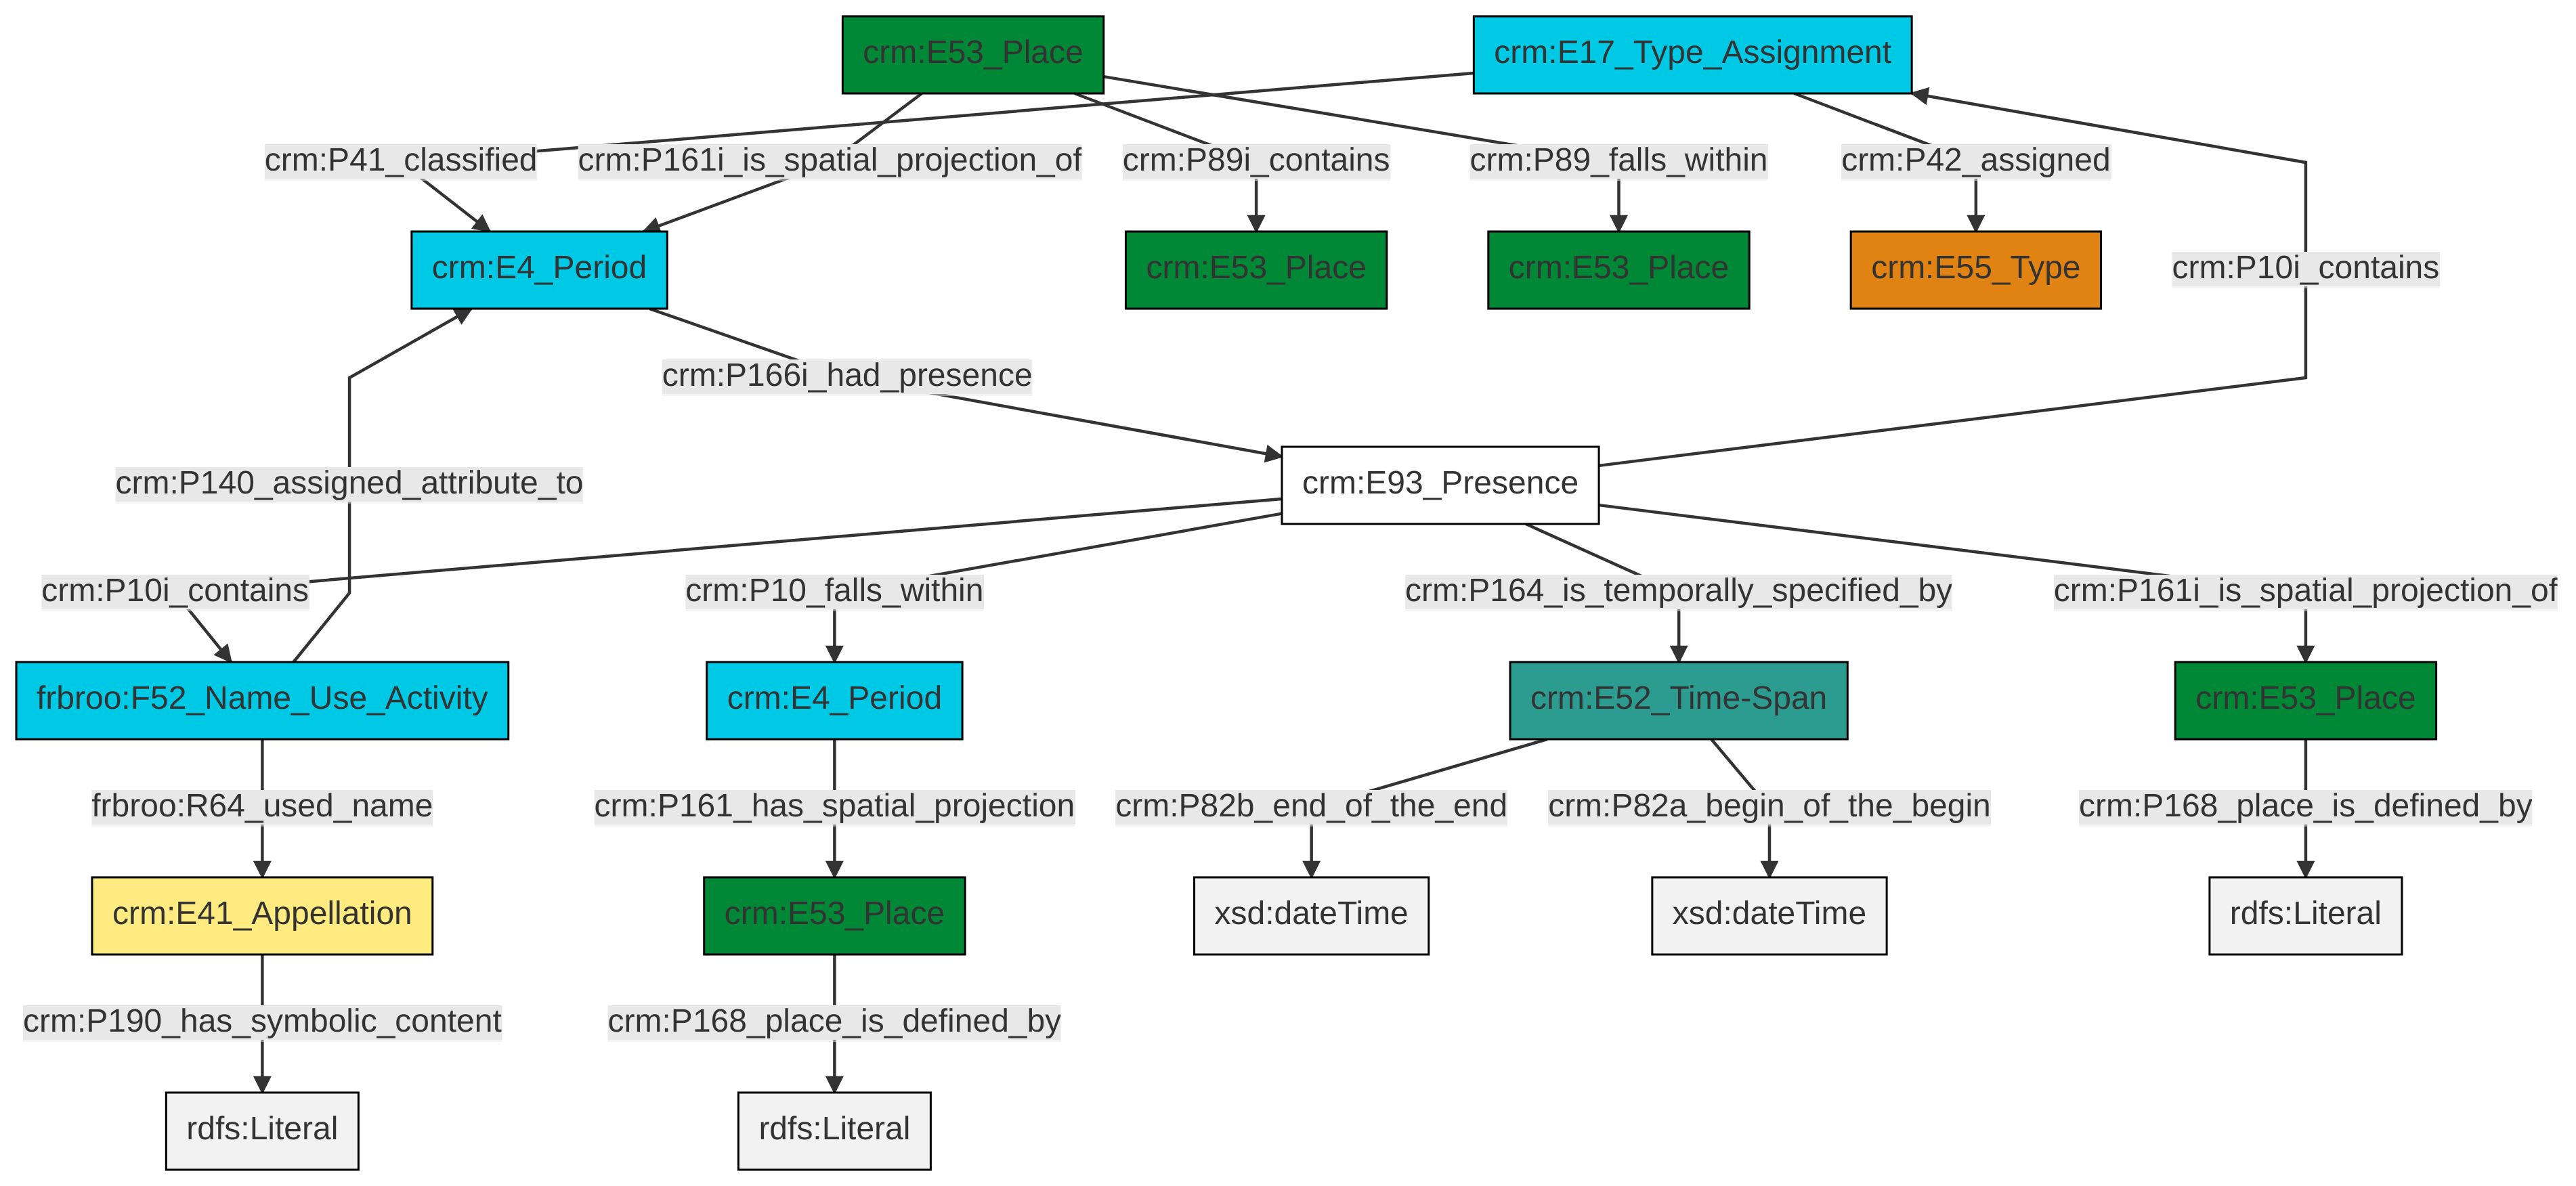 crm:E53_Place
crm:E17_Type_Assignment
crm:P41_classified
crm:P161i_is_spatial_projection_of
crm:P89i_contains
crm:P89_falls_within
crm:P42_assigned
crm:E4_Period
crm:E53_Place
crm:E53_Place
crm:E55_Type
crm:P10i_contains
crm:P166i_had_presence
crm:P140_assigned_attribute_to
crm:E93_Presence
crm:P10i_contains
crm:P10_falls_within
crm:P164_is_temporally_specified_by
crm:P161i_is_spatial_projection_of
frbroo:F52_Name_Use_Activity
crm:E4_Period
crm:E52_Time-Span
crm:E53_Place
frbroo:R64_used_name
crm:P161_has_spatial_projection
crm:P82b_end_of_the_end
crm:P82a_begin_of_the_begin
crm:P168_place_is_defined_by
crm:E41_Appellation
crm:E53_Place
xsd:dateTime
xsd:dateTime
rdfs:Literal
crm:P190_has_symbolic_content
crm:P168_place_is_defined_by
rdfs:Literal
rdfs:Literal